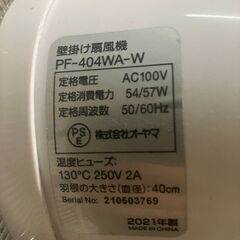 壁掛け扇風機
PF-404WA-W
定格電圧 AC100V
定格消費電力 54/57W
定格周波数 50/60Hz
PS
E
株式会社オーヤマ
温度ヒューズ：
130℃ 250V 2A
羽根の大きさ(直径)：40cm
Serial No.: 210603769
2021年製
MADE IN CHINA